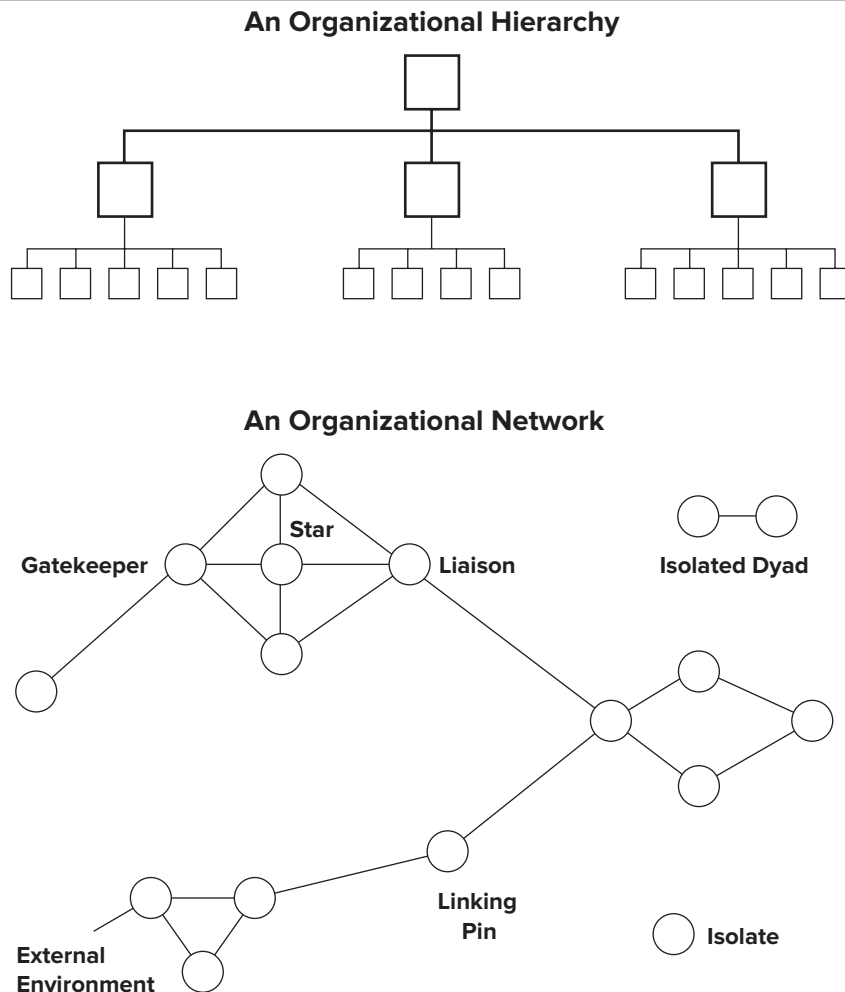 An Organizational Hierarchy
An Organizational Network
Star
Gatekeeper
Liaison
Isolated Dyad
Linking
Pin
Isolate
External
Environment